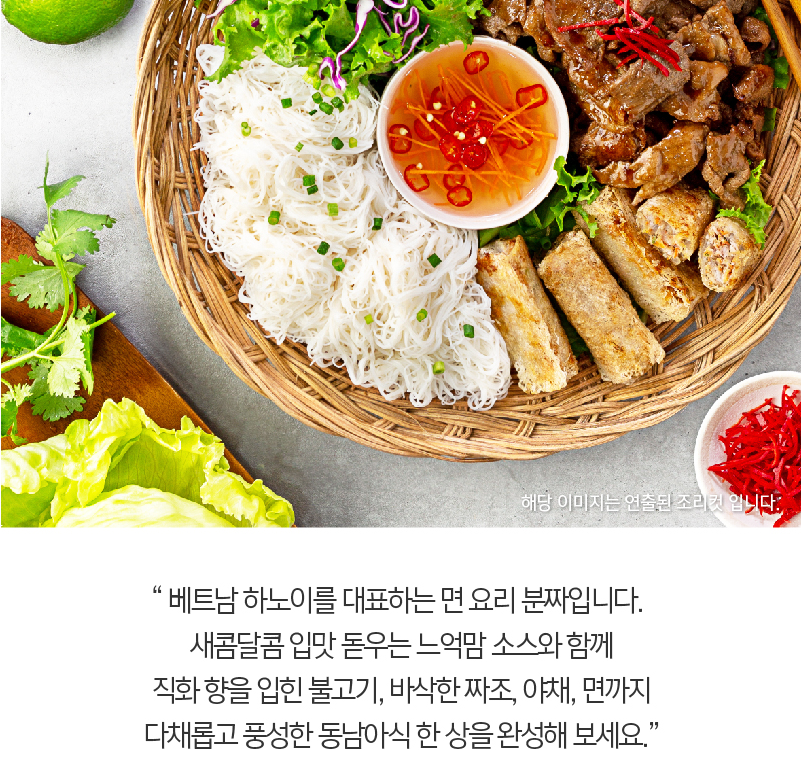 해당 이미지는 연출된 조리컷 입니다.
“ 베트남 하노이를 대표하는 면 요리 분짜입니다.
새콤달콤 입맛 돋우는 느억맘 소스와 함께
직화 향을 입힌 불고기, 바삭한 짜조, 야채, 면까지
다채롭고 풍성한 동남아식 한 상을 완성해 보세요.”